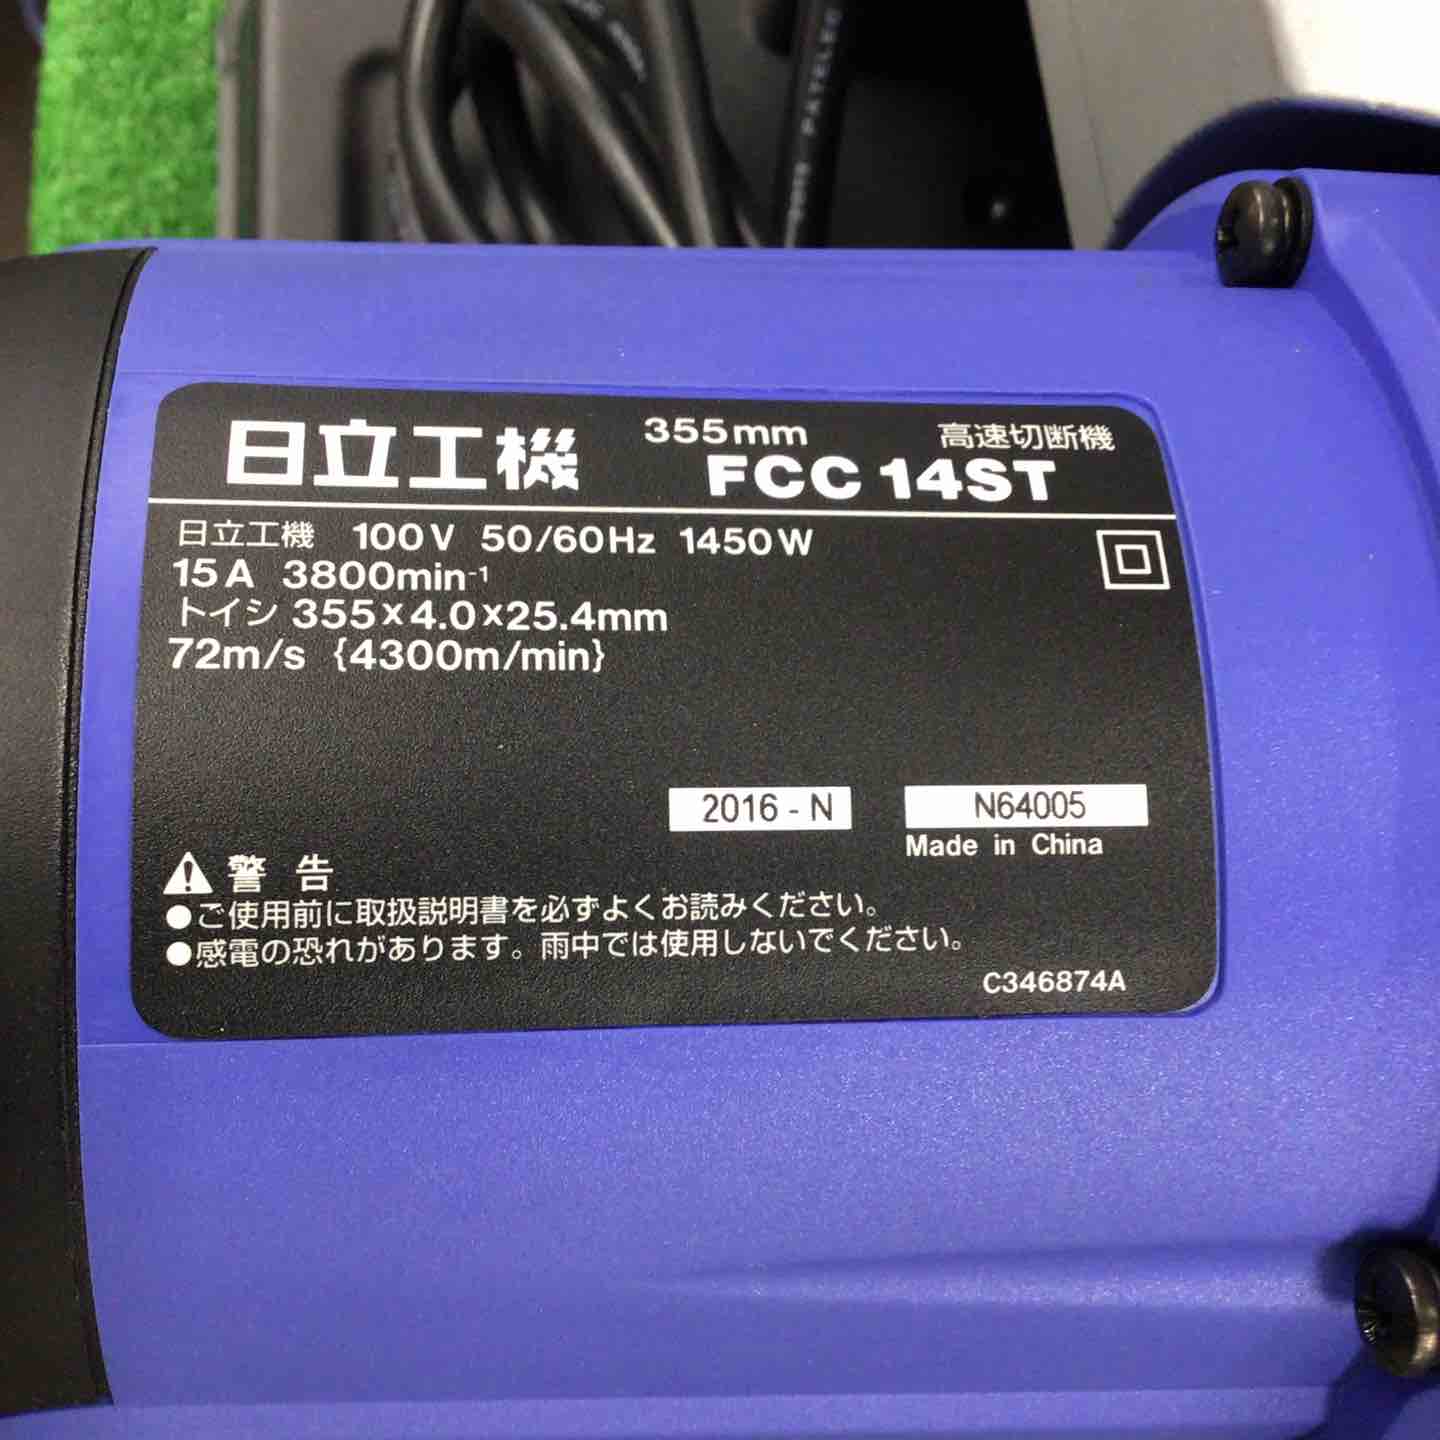 PATELEC
日立工機 355mm 高速切断機
FCC 14ST
日立工機 100V 50/60Hz 1450W
15A 3800min-1
トイシ 355×4.0×25.4mm
72m/s {4300m/min}
2016 - N N64005
Made in China
警告
●ご使用前に取扱説明書を必ずよくお読みください。
●感電の恐れがあります。雨中では使用しないでください。
C346874A